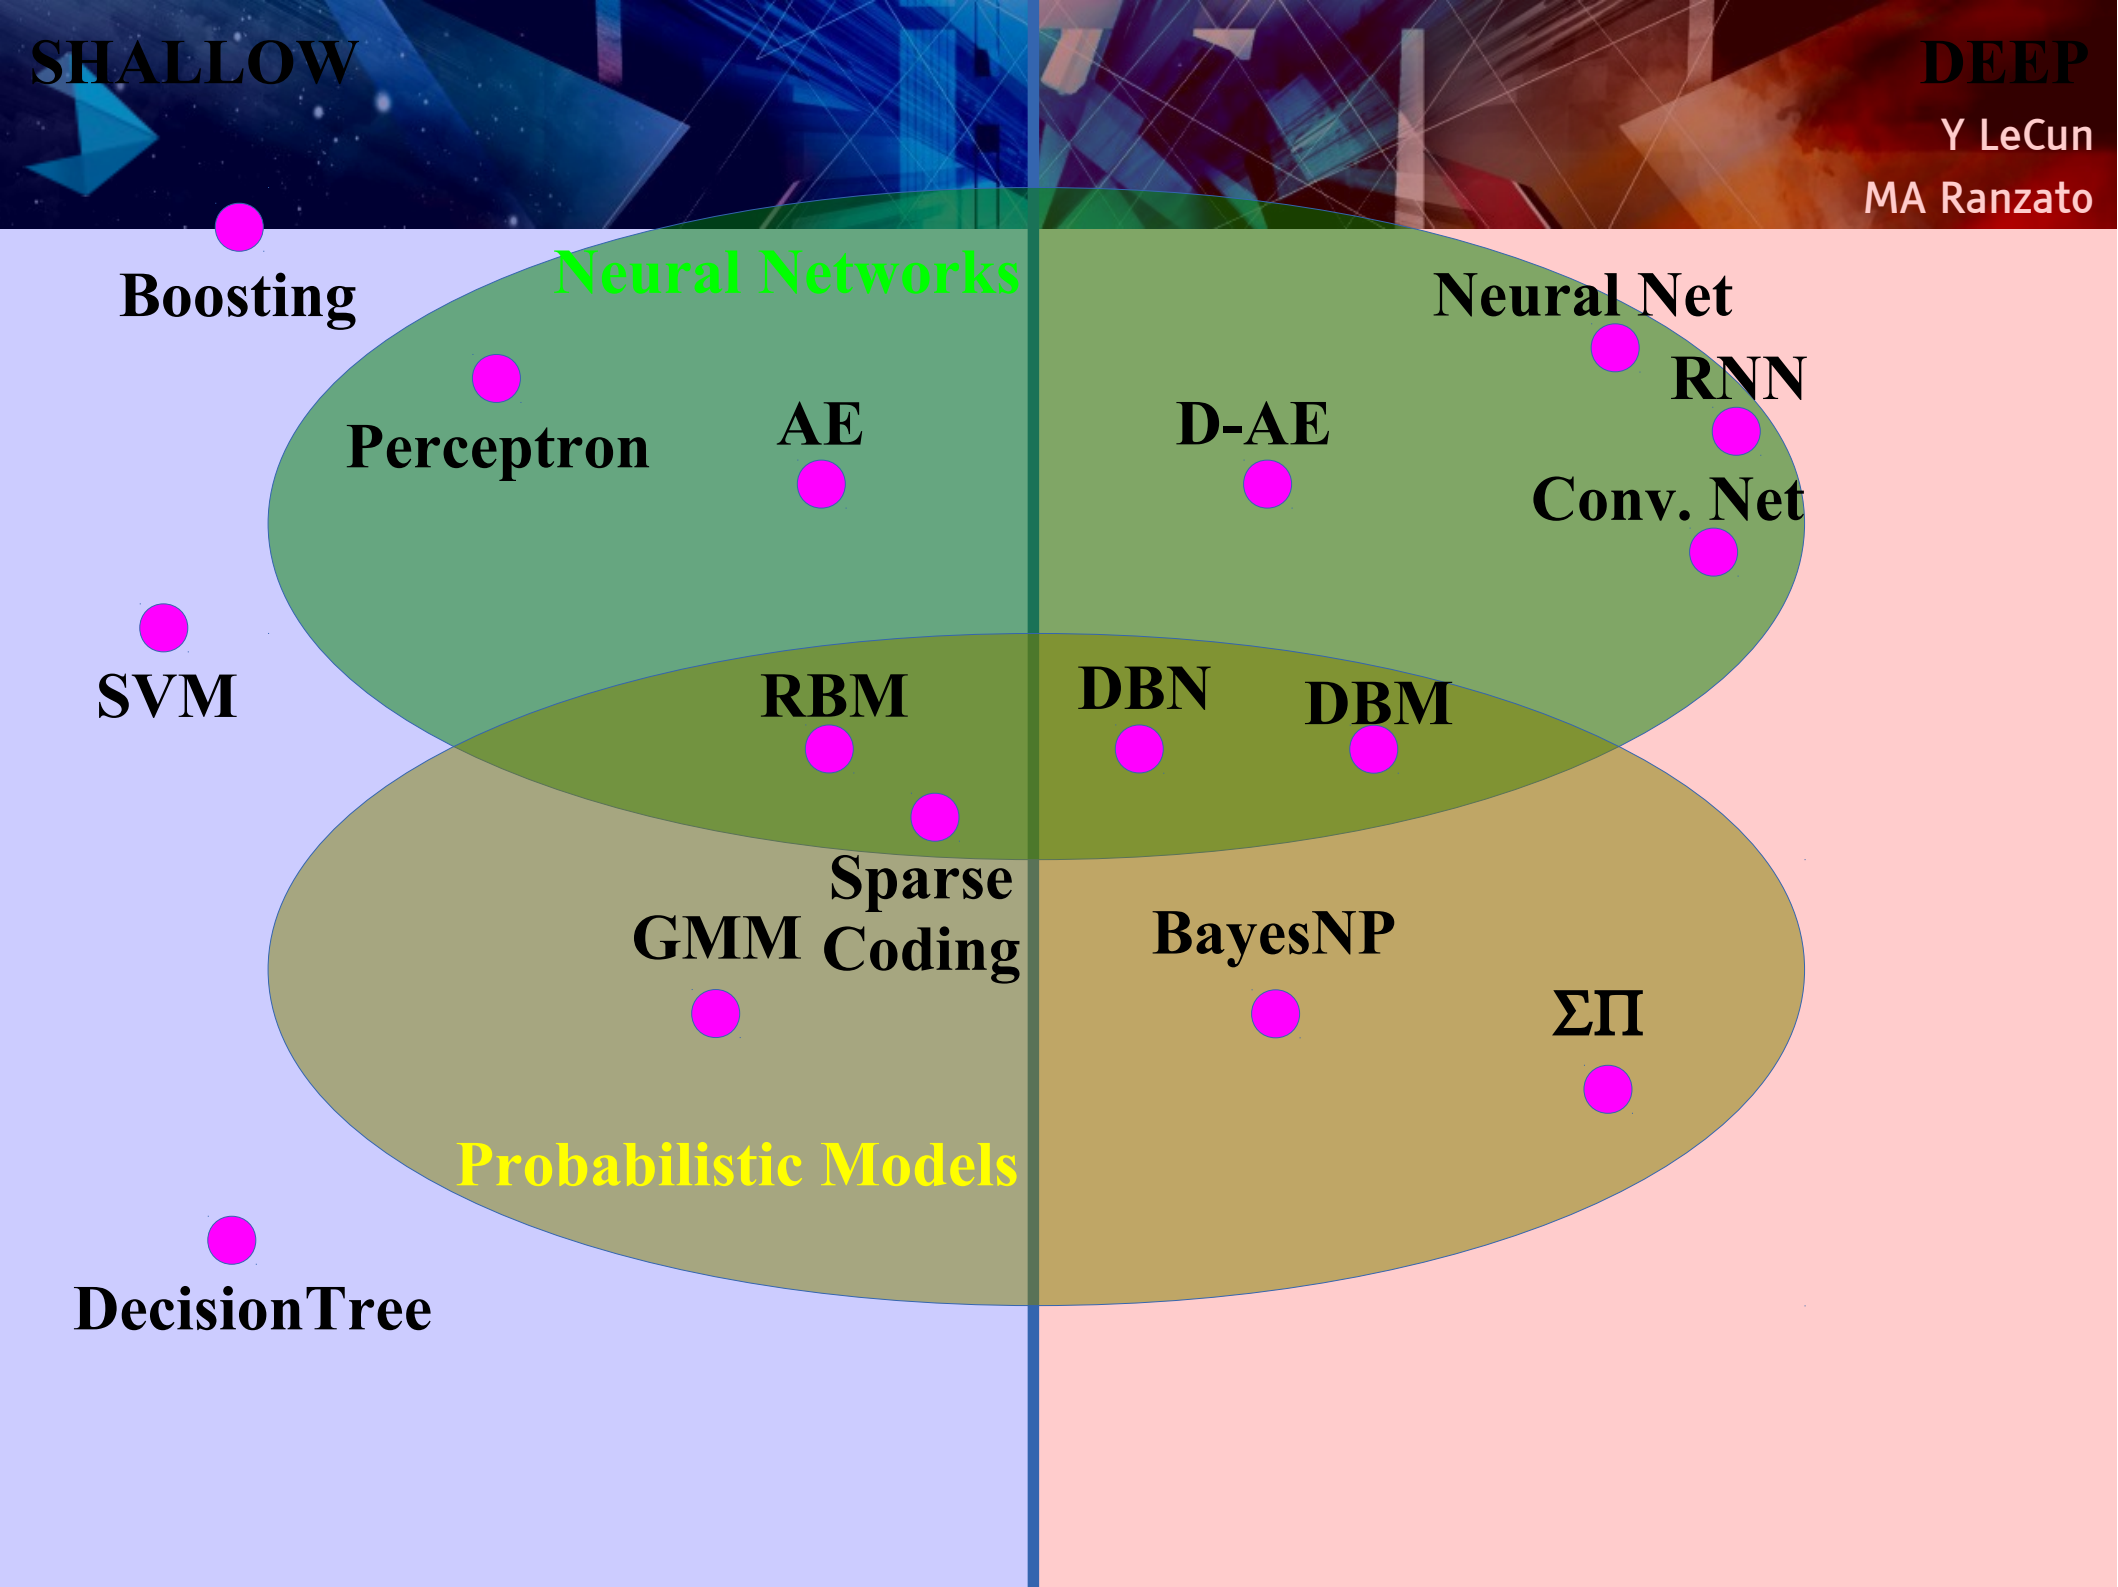 SHALLOW
DEEP
Y LeCun
MA Ranzato
Boosting
Neural Networks
Neural Net
Perceptron
AE
D-AE
RNN
Conv. Net
SVM
RBM
DBN
DBM
Sparse
Coding
GMM
BayesNP
ΣΠ
Probabilistic Models
DecisionTree